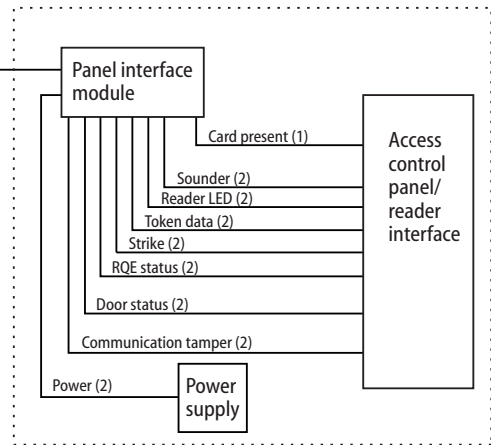 Panel interface
module
Card present (1)
Access
control
panel/
reader
interface
Sounder (2)
Reader LED (2)
Token data (2)
Strike (2)
RQE status (2)
Door status (2)
Communication tamper (2)
Power (2)
Power
supply